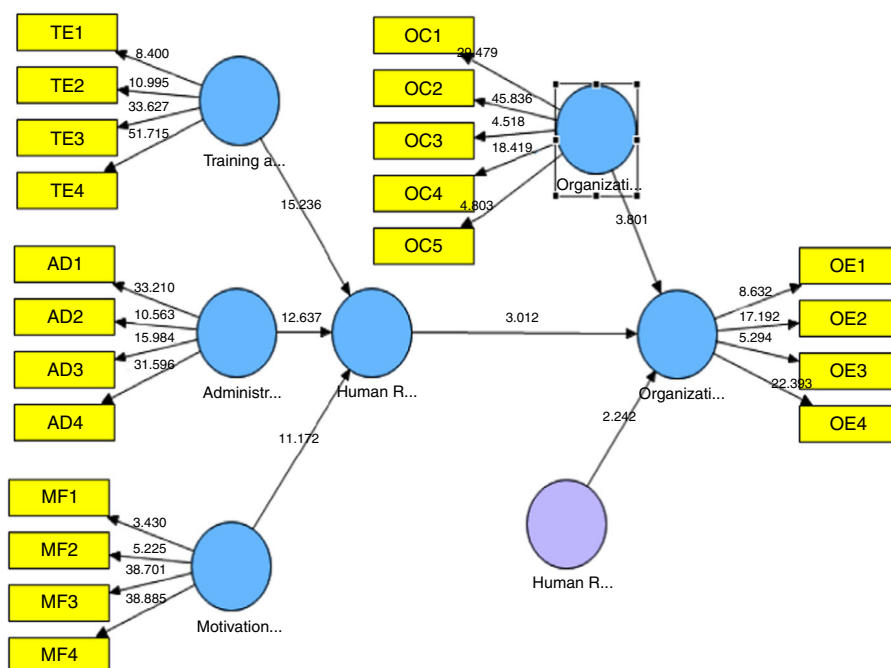 TE1
8.400
TE2
10.995
TE3
33.627
TE4
51.715
Training a...
15.236
OC1
29.479
OC2
45.836
OC3
4.518
OC4
18.419
OC5
4.803
Organizati...
3.801
AD1
33.210
AD2
10.563
AD3
15.984
AD4
31.596
Administr...
12.637
Human R...
3.012
Organizati...
OE1
8.632
OE2
17.192
OE3
5.294
OE4
22.393
11.172
2.242
MF1
3.430
MF2
5.225
MF3
38.701
MF4
38.885
Motivation...
Human R...